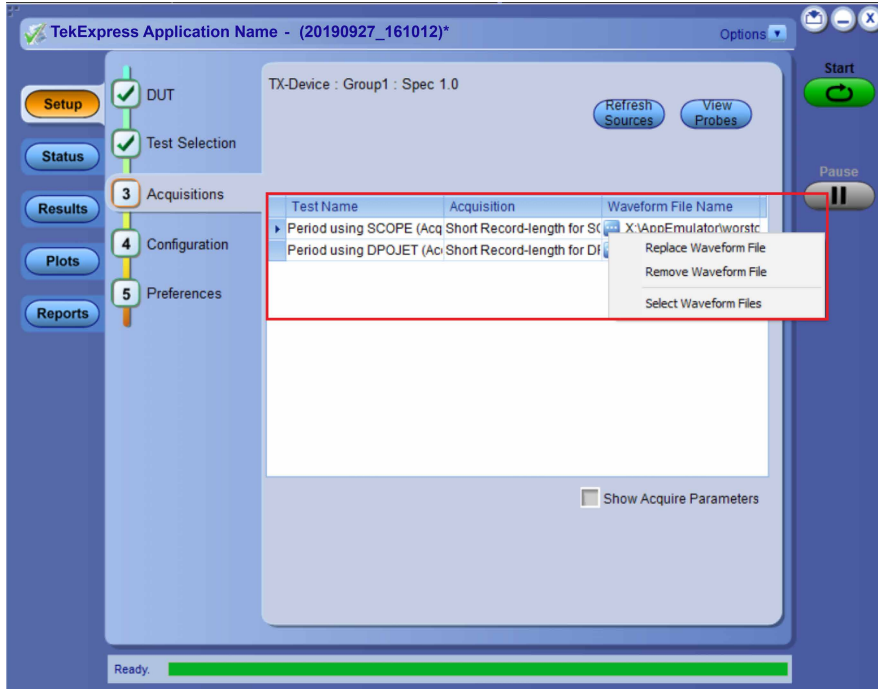 TekExpress Application Name - (20190927_161012)*
Options
X
Start
Setup
DUT
TX-Device : Group1 : Spec 1.0
Refresh Sources
View Probes
Test Selection
Status
Pause
3 Acquisitions
Results
Test Name Acquisition Waveform File Name
Period using SCOPE (Acq Short Record-length for SC ... X:\AppEmulator\worstc
Period using DPOJET (Ac Short Record-length for DF
4 Configuration
Plots
Replace Waveform File
Remove Waveform File
Select Waveform Files
5 Preferences
Reports
Show Acquire Parameters
Ready.